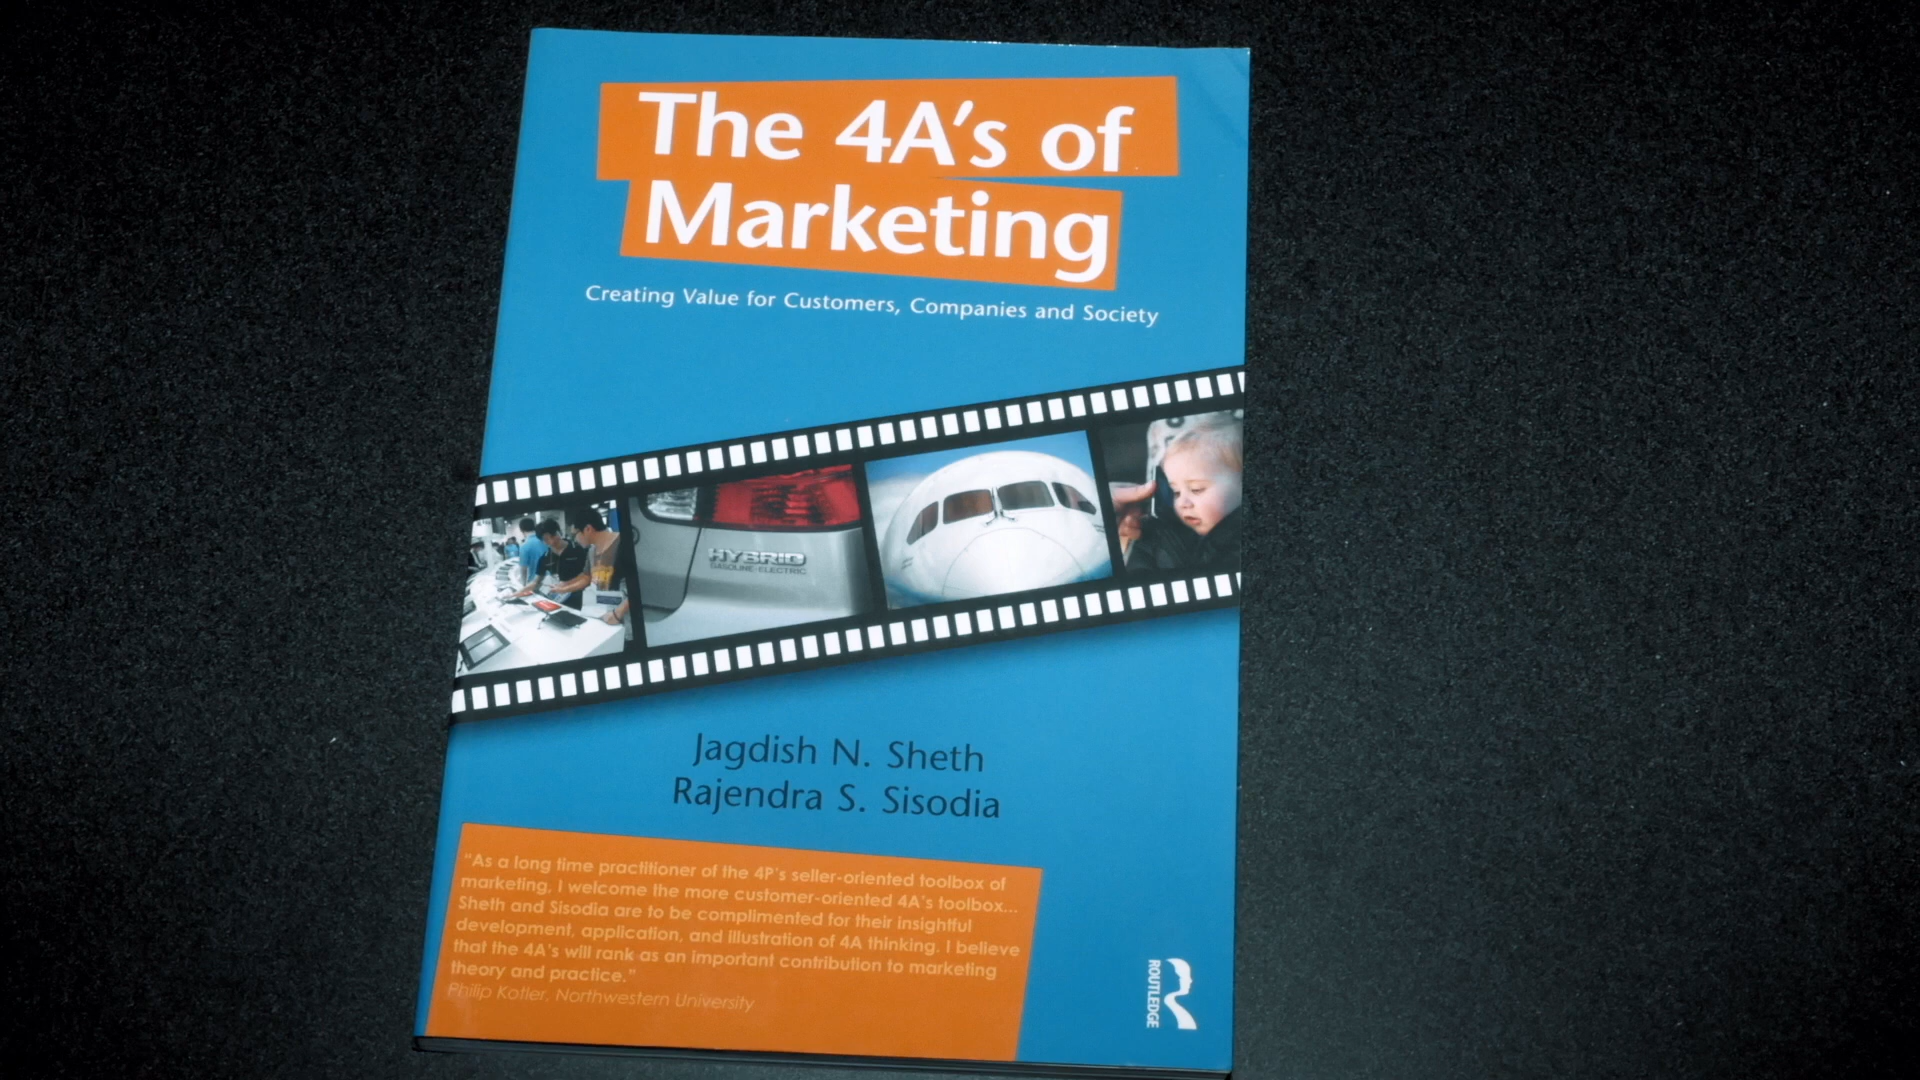 The 4A's of
Marketing
Creating Value for Customers, Companies and Society
HYBRID
GASOLINE-ELECTRIC
Jagdish N. Sheth
Rajendra S. Sisodia
"As a long time practitioner of the 4P's seller-oriented toolbox of
marketing, I welcome the more customer-oriented 4A's toolbox...
Sheth and Sisodia are to be complimented for their insightful
development, application, and illustration of 4A thinking. I believe
that the 4A's will rank as an important contribution to marketing
theory and practice."
Philip Kotler, Northwestern University
ROUTLEDGE